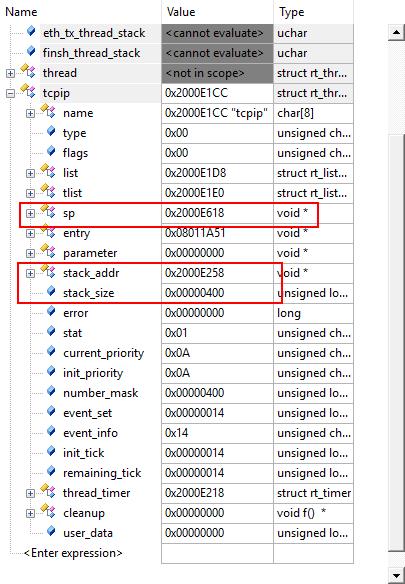 Name Value Type
eth_tx_thread_stack <cannot evaluate> uchar
finsh_thread_stack <cannot evaluate> uchar
thread <not in scope> struct rt_thr...
tcpip 0x2000E1CC struct rt_thr...
name 0x2000E1CC "tcpip" char[8]
type 0x00 unsigned ch...
flags 0x00 unsigned ch...
list 0x2000E1D8 struct rt_list...
tlist 0x2000E1E0 struct rt_list...
sp 0x2000E618 void *
entry 0x08011A51 void *
parameter 0x00000000 void *
stack_addr 0x2000E258 void *
stack_size 0x00000400 unsigned lo...
error 0x00000000 long
stat 0x01 unsigned ch...
current_priority 0x0A unsigned ch...
init_priority 0x0A unsigned ch...
number_mask 0x00000400 unsigned lo...
event_set 0x00000014 unsigned lo...
event_info 0x14 unsigned ch...
init_tick 0x00000014 unsigned lo...
remaining_tick 0x00000014 unsigned lo...
thread_timer 0x2000E218 struct rt_timer
cleanup 0x00000000 void f() *
user_data 0x00000000 unsigned lo...
<Enter expression>